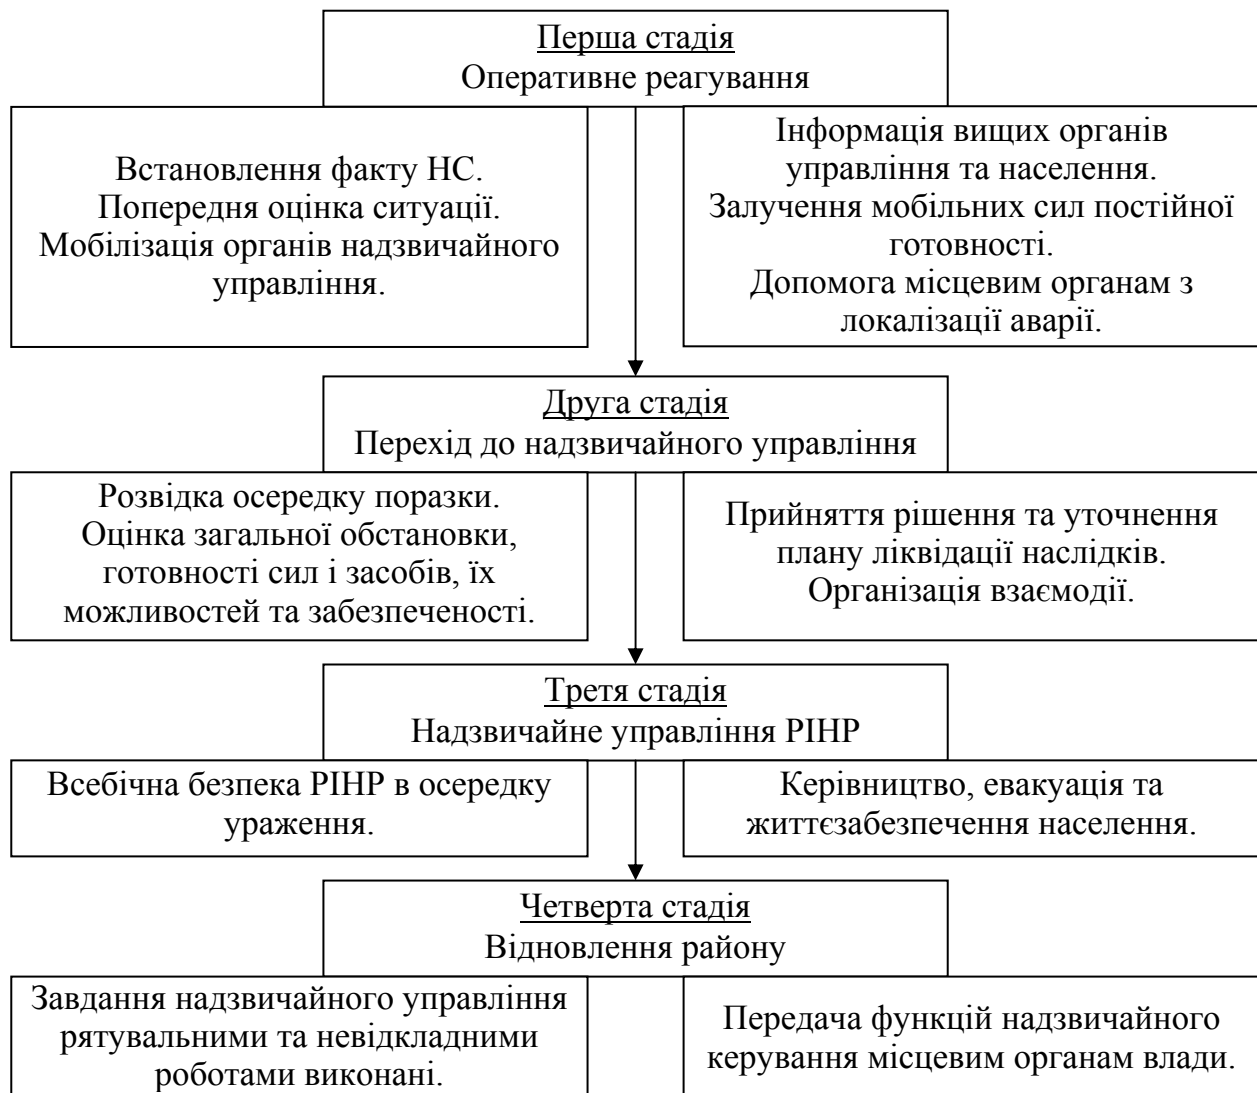 Перша стадія
Оперативне реагування
Встановлення факту НС.
Попередня оцінка ситуації.
Мобілізація органів надзвичайного
управління.
Інформація вищих органів
управління та населення.
Залучення мобільних сил постійної
готовності.
Допомога місцевим органам з
локалізації аварії.
Друга стадія
Перехід до надзвичайного управління
Розвідка осередку поразки.
Оцінка загальної обстановки,
готовності сил і засобів, їх
можливостей та забезпеченості.
Прийняття рішення та уточнення
плану ліквідації наслідків.
Організація взаємодії.
Третя стадія
Надзвичайне управління РІНР
Всебічна безпека РІНР в осередку
ураження.
Керівництво, евакуація та
життєзабезпечення населення.
Четверта стадія
Відновлення району
Завдання надзвичайного управління
рятувальними та невідкладними
роботами виконані.
Передача функцій надзвичайного
керування місцевим органам влади.